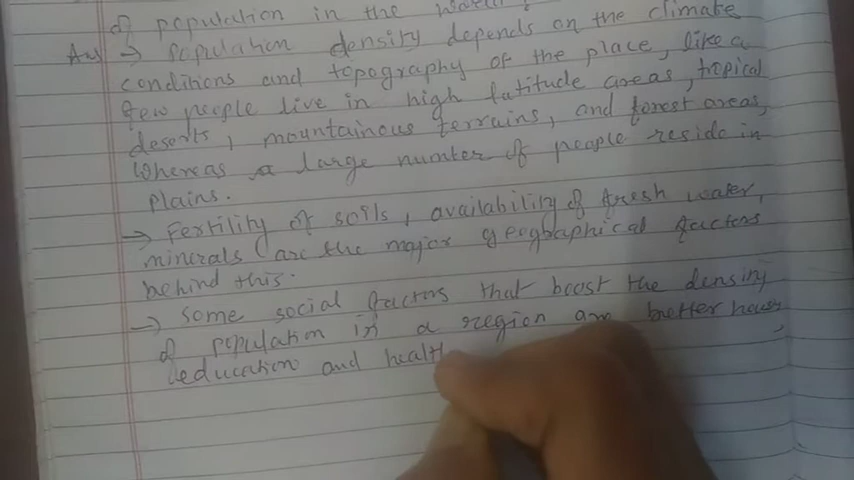 of population in the
Ans → Population density depends on the climate
conditions and topography of the place, like a
few people live in high latitude areas, tropical
deserts, mountainous terrains, and forest areas,
Whereas a large number of people reside in
plains.
→ Fertility of soils, availability of fresh water,
minerals are the major geographical factors
behind this.
→ Some social factors that boost the density
of population in a region are better
education and healt